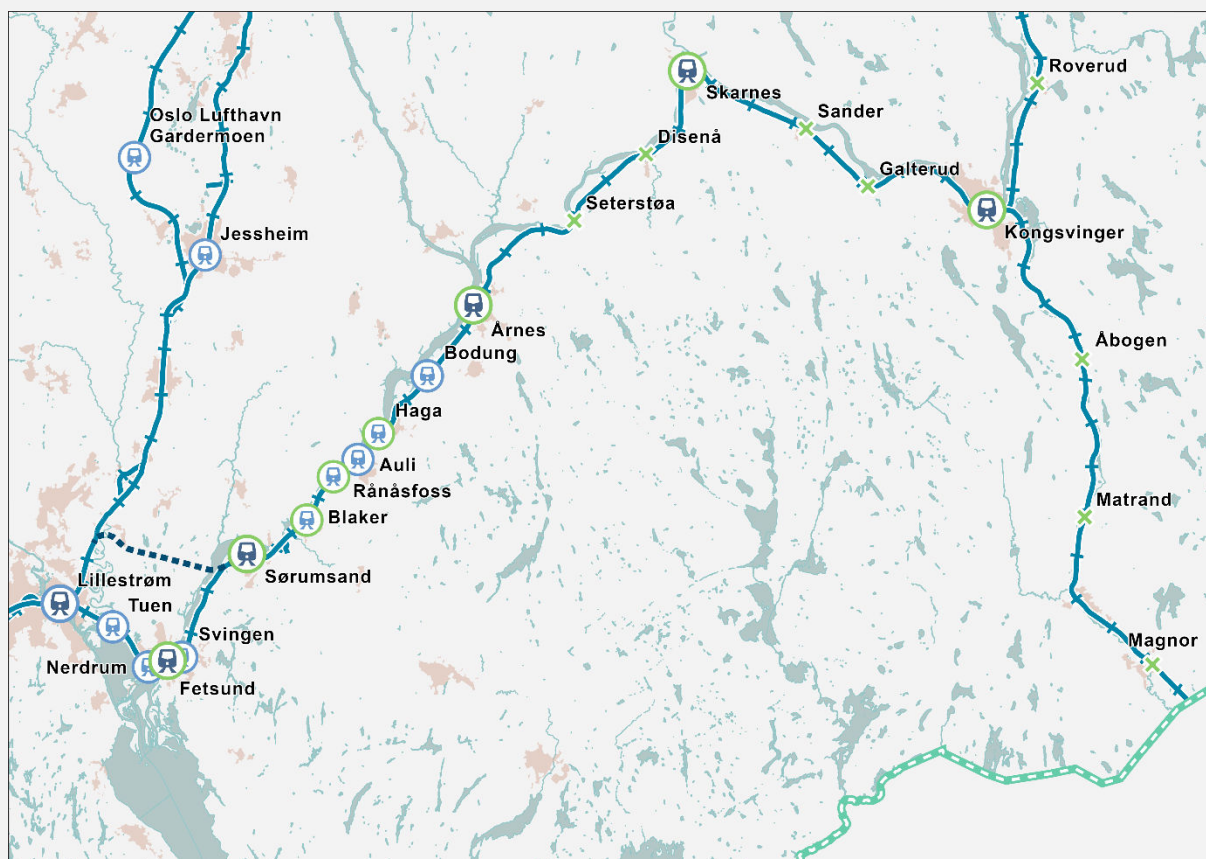 Roverud
Skarnes
Sander
Oslo Lufthavn
Gardermoen
Disenå
Galterud
Seterstøa
Jessheim
Kongsvinger
Årnes
Bodung
Åbogen
Haga
Auli
Rånåsfoss
Matrand
Blaker
Sørumsand
Lillestrøm
Tuen
Svingen
Magnor
Nerdrum
Fetsund